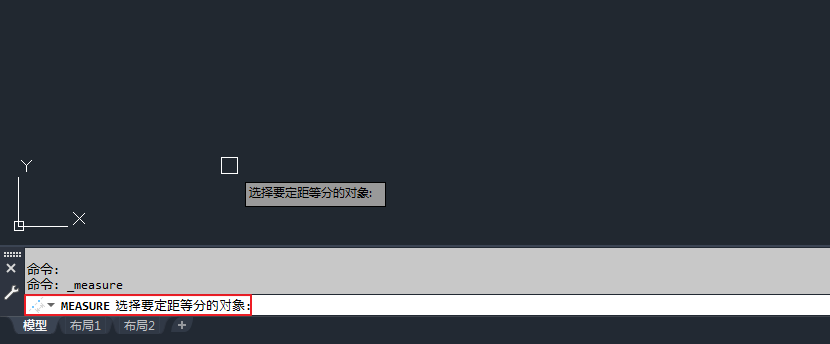 Y
选择要定距等分的对象:
X
命令:
命令: _measure
MEASURE 选择要定距等分的对象:
模型 布局1 布局2 +